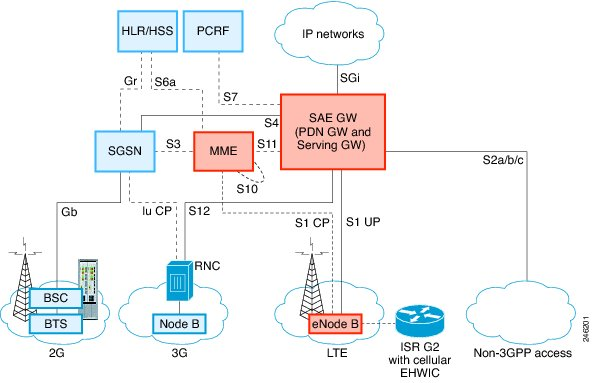 HLR/HSS
PCRF
IP networks
Gr
S6a
S7
SGi
S4
SAE GW
(PDN GW and
Serving GW)
SGSN
S3
MME
S11
S10
S2a/b/c
Gb
Iu CP
S12
S1 CP
S1 UP
RNC
BSC
BTS
Node B
eNode B
2G
3G
LTE
ISR G2
with cellular
EHWIC
Non-3GPP access
246201